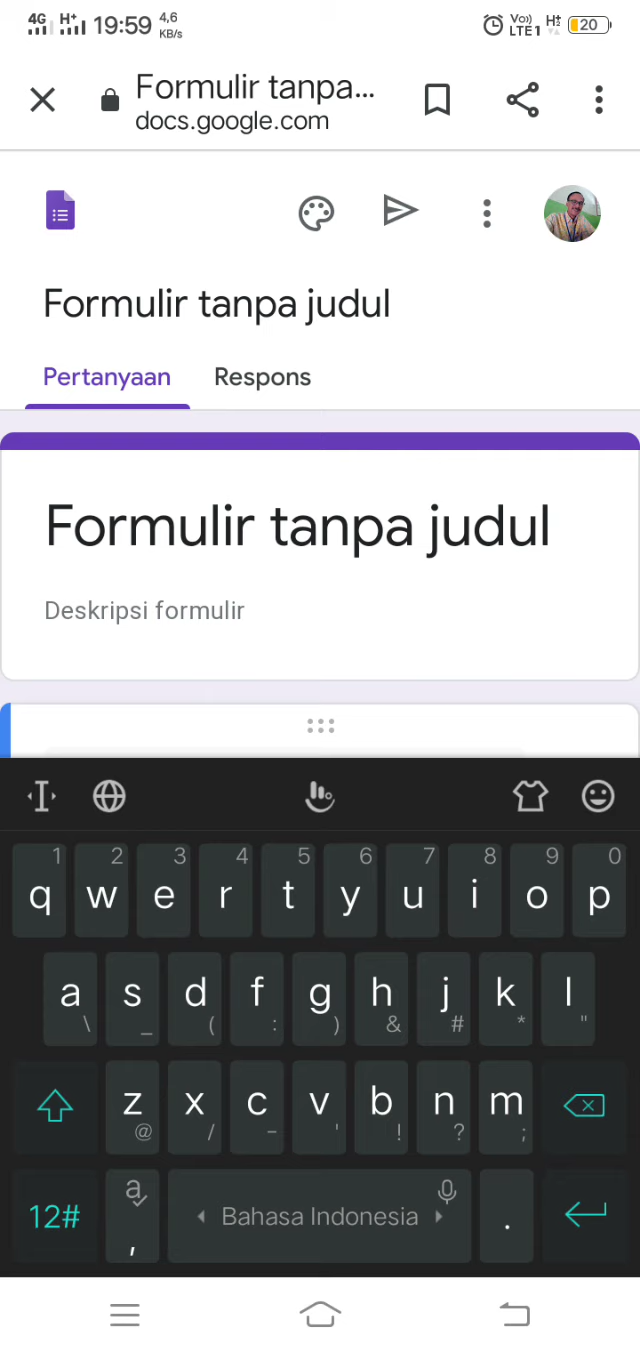 4G H+ 19:59 4,6 KB/s Vo)) LTE1 H± 20
Formulir tanpa...
docs.google.com
Formulir tanpa judul
Pertanyaan Respons
Formulir tanpa judul
Deskripsi formulir
1 2 3 4 5 6 7 8 9 0
q w e r t y u i o p
a s d f g h j k l
\ _ ( : ) & # * "
z x c v b n m
@ / - ' ! ? ;
12# a , Bahasa Indonesia .